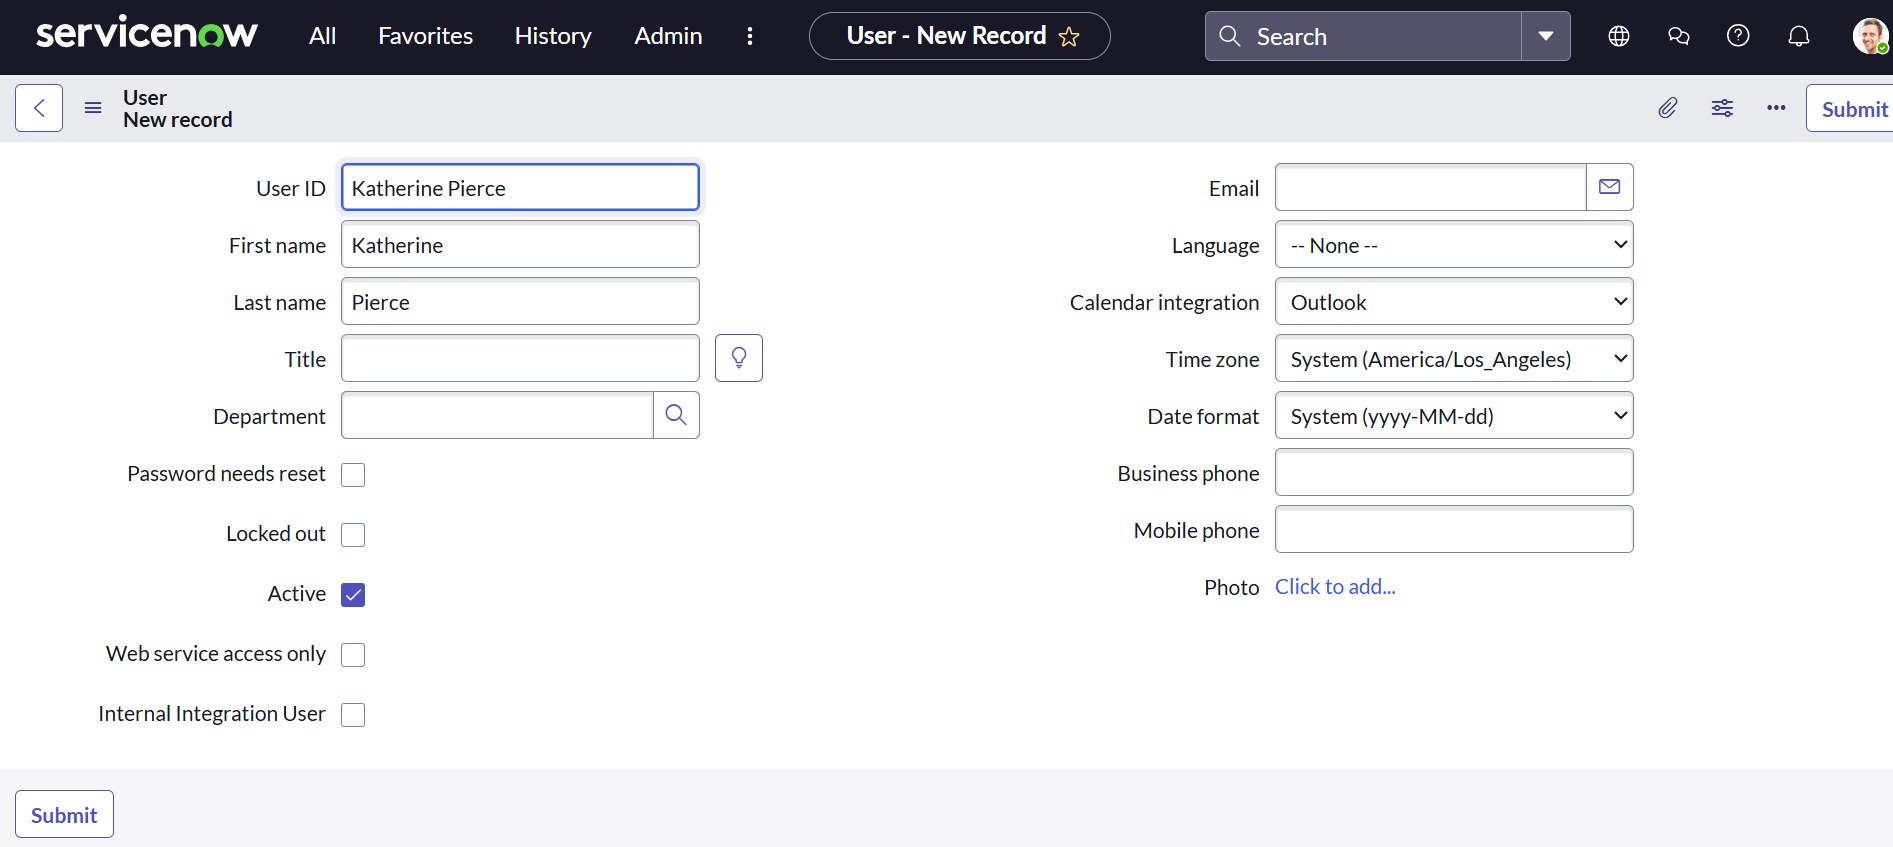 servicenow All Favorites History Admin User - New Record Search
User
New record
Submit
User ID Katherine Pierce
First name Katherine
Last name Pierce
Title
Department
Password needs reset
Locked out
Active
Web service access only
Internal Integration User
Email
Language -- None --
Calendar integration Outlook
Time zone System (America/Los_Angeles)
Date format System (yyyy-MM-dd)
Business phone
Mobile phone
Photo Click to add...
Submit